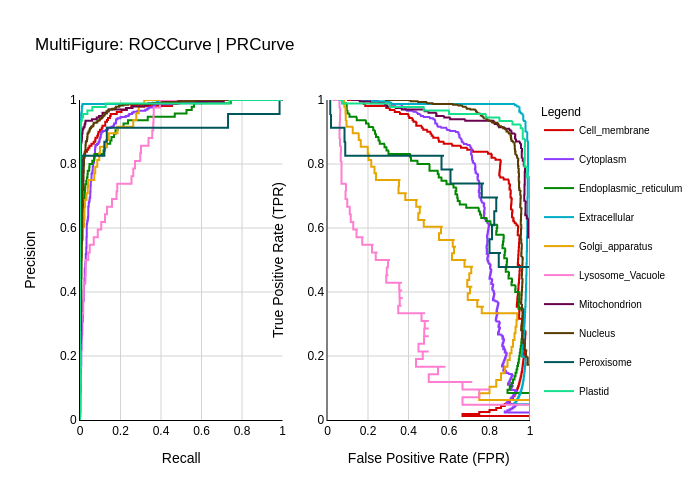 MultiFigure: ROCCurve | PRCurve
Precision
1
0.8
0.6
0.4
0.2
0
0
0.2
0.4
0.6
0.8
1
Recall
True Positive Rate (TPR)
1
0.8
0.6
0.4
0.2
0
0
0.2
0.4
0.6
0.8
1
False Positive Rate (FPR)
Legend
Cell_membrane
Cytoplasm
Endoplasmic_reticulum
Extracellular
Golgi_apparatus
Lysosome_Vacuole
Mitochondrion
Nucleus
Peroxisome
Plastid